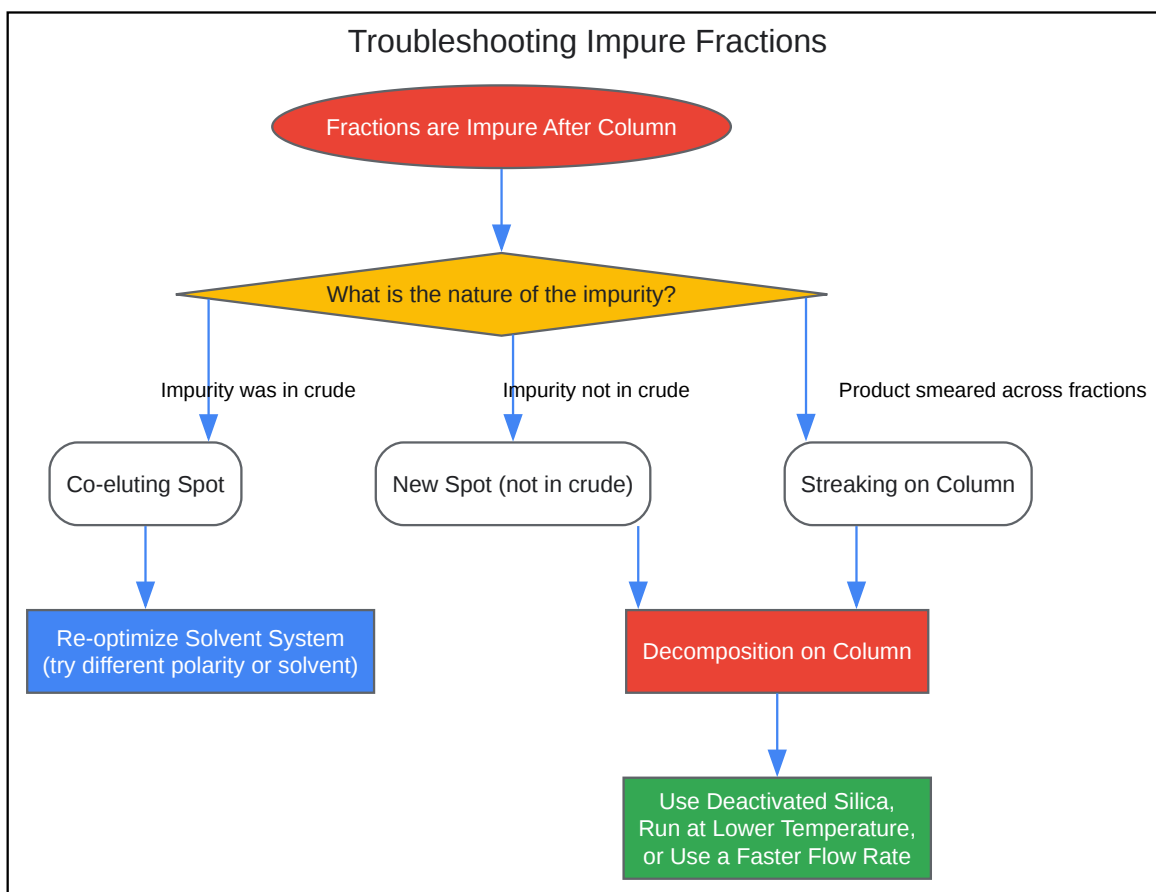 Troubleshooting Impure Fractions
Fractions are Impure After Column
What is the nature of the impurity?
Impurity was in crude
Impurity not in crude
Product smeared across fractions
Co-eluting Spot
New Spot (not in crude)
Streaking on Column
Re-optimize Solvent System
(try different polarity or solvent)
Decomposition on Column
Use Deactivated Silica,
Run at Lower Temperature,
or Use a Faster Flow Rate